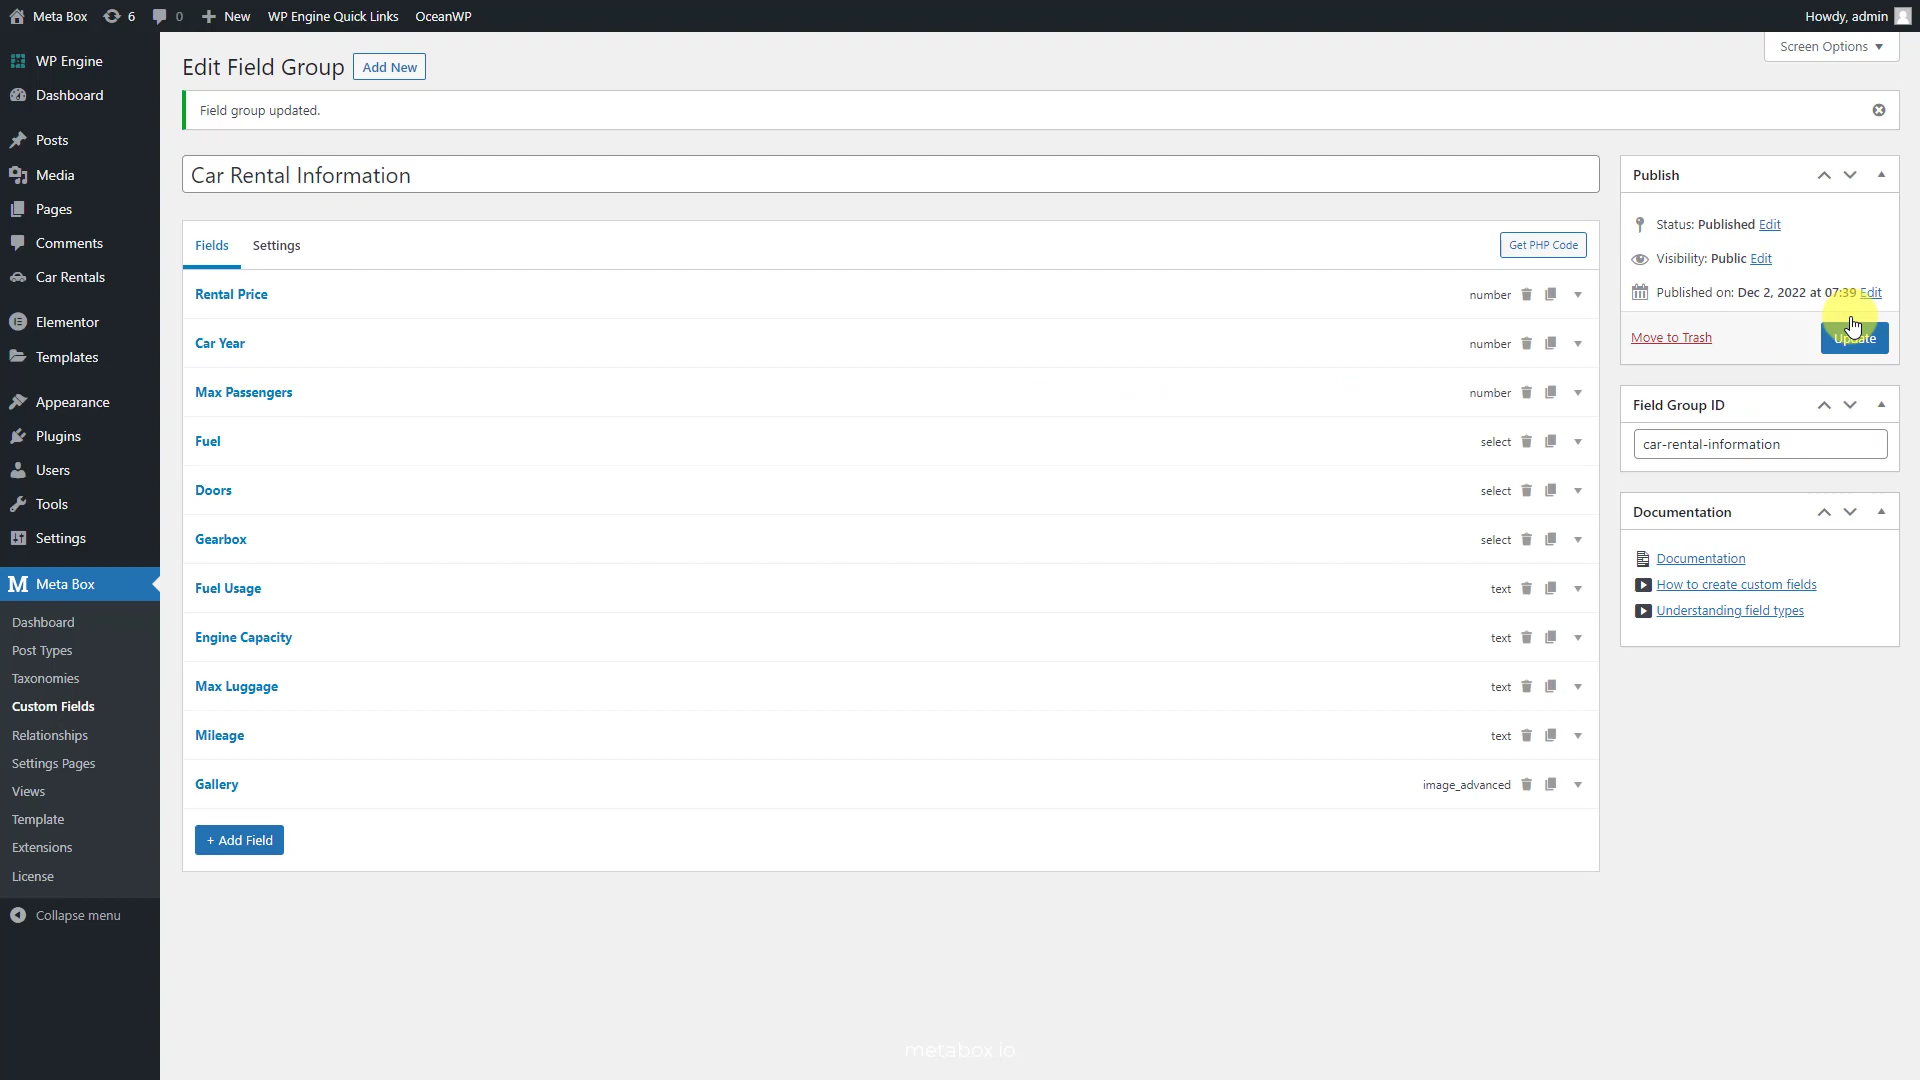 Meta Box 6 0 New WP Engine Quick Links OceanWP Howdy, admin
Screen Options
WP Engine
Dashboard
Posts
Media
Pages
Comments
Car Rentals
Elementor
Templates
Appearance
Plugins
Users
Tools
Settings
Meta Box
Dashboard
Post Types
Taxonomies
Custom Fields
Relationships
Settings Pages
Views
Template
Extensions
License
Collapse menu
Edit Field Group Add New
Field group updated.
Car Rental Information
Fields Settings Get PHP Code
Rental Price number
Car Year number
Max Passengers number
Fuel select
Doors select
Gearbox select
Fuel Usage text
Engine Capacity text
Max Luggage text
Mileage text
Gallery image_advanced
+ Add Field
Publish
Status: Published Edit
Visibility: Public Edit
Published on: Dec 2, 2022 at 07:39 Edit
Move to Trash Update
Field Group ID
car-rental-information
Documentation
Documentation
How to create custom fields
Understanding field types
metabox.io